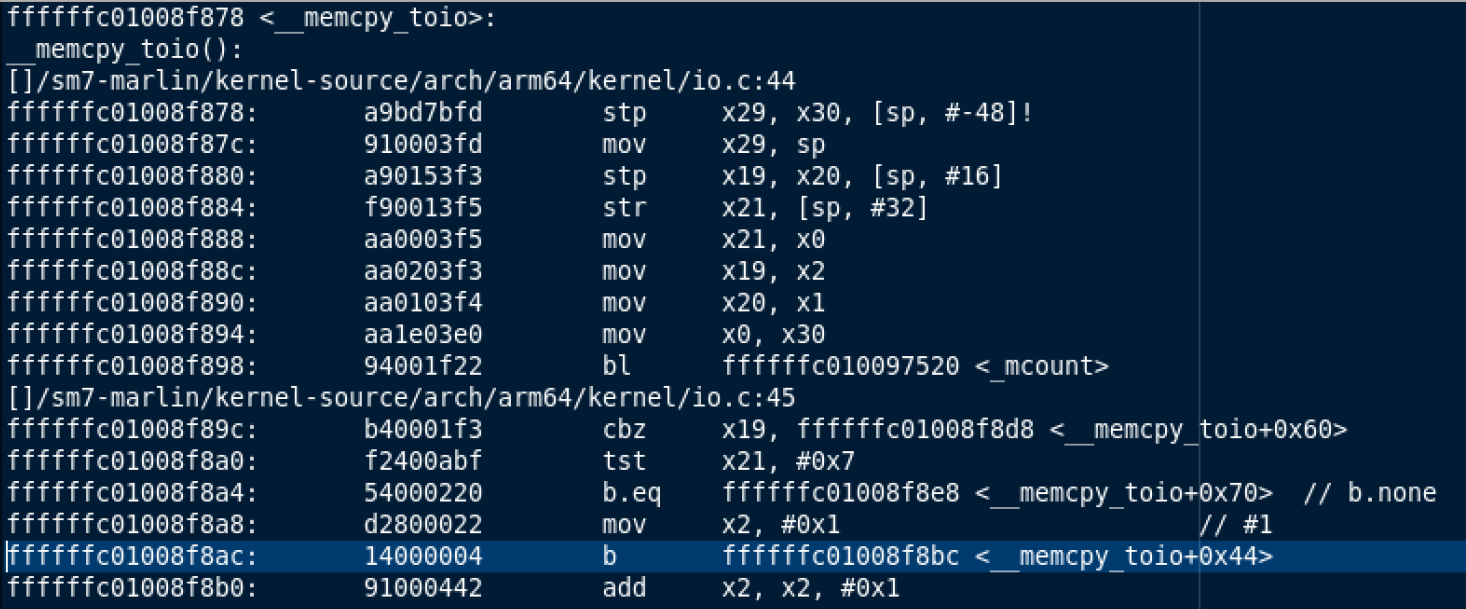 ffffffc01008f878 <__memcpy_toio>:
__memcpy_toio():
[]/sm7-marlin/kernel-source/arch/arm64/kernel/io.c:44
ffffffc01008f878: a9bd7bfd stp x29, x30, [sp, #-48]!
ffffffc01008f87c: 910003fd mov x29, sp
ffffffc01008f880: a90153f3 stp x19, x20, [sp, #16]
ffffffc01008f884: f90013f5 str x21, [sp, #32]
ffffffc01008f888: aa0003f5 mov x21, x0
ffffffc01008f88c: aa0203f3 mov x19, x2
ffffffc01008f890: aa0103f4 mov x20, x1
ffffffc01008f894: aa1e03e0 mov x0, x30
ffffffc01008f898: 94001f22 bl ffffffc010097520 <_mcount>
[]/sm7-marlin/kernel-source/arch/arm64/kernel/io.c:45
ffffffc01008f89c: b40001f3 cbz x19, ffffffc01008f8d8 <__memcpy_toio+0x60>
ffffffc01008f8a0: f2400abf tst x21, #0x7
ffffffc01008f8a4: 54000220 b.eq ffffffc01008f8e8 <__memcpy_toio+0x70> // b.none
ffffffc01008f8a8: d2800022 mov x2, #0x1 // #1
ffffffc01008f8ac: 14000004 b ffffffc01008f8bc <__memcpy_toio+0x44>
ffffffc01008f8b0: 91000442 add x2, x2, #0x1